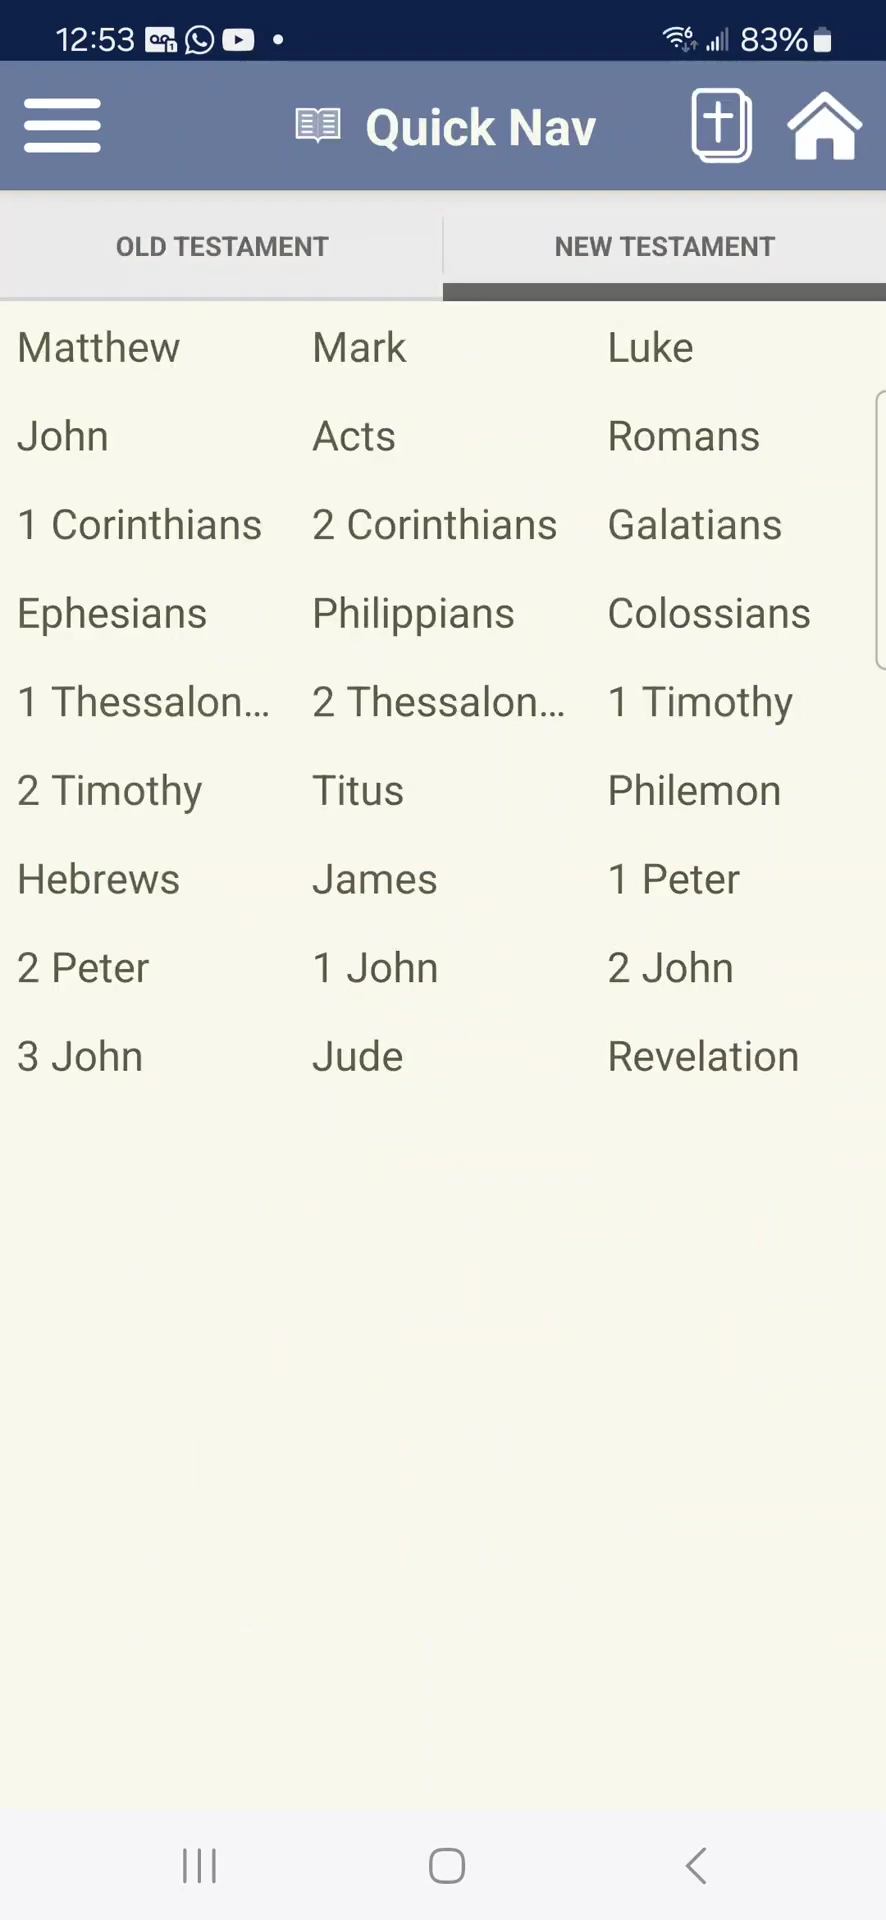 12:53 83%
Quick Nav
OLD TESTAMENT NEW TESTAMENT
Matthew Mark Luke
John Acts Romans
1 Corinthians 2 Corinthians Galatians
Ephesians Philippians Colossians
1 Thessalon... 2 Thessalon... 1 Timothy
2 Timothy Titus Philemon
Hebrews James 1 Peter
2 Peter 1 John 2 John
3 John Jude Revelation